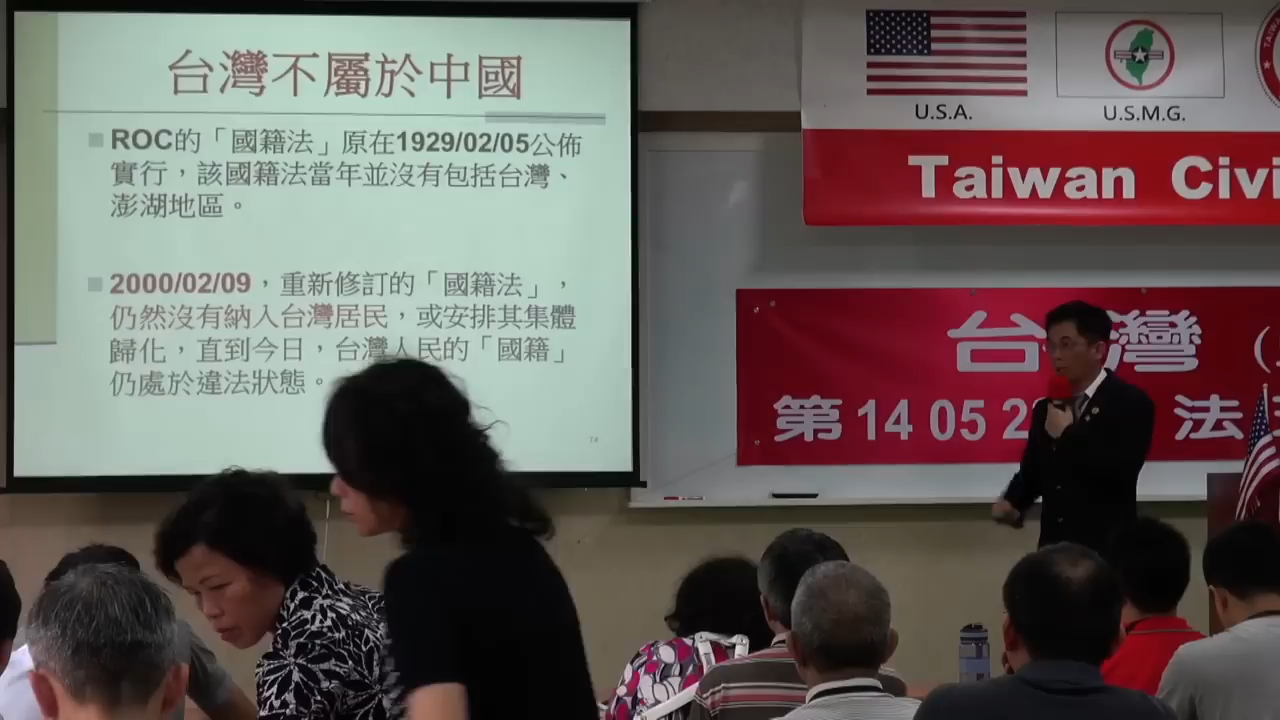 台灣不屬於中國
ROC的「國籍法」原在1929/02/05公佈
實行，該國籍法當年並沒有包括台灣、
澎湖地區。
2000/02/09，重新修訂的「國籍法」，
仍然沒有納入台灣居民，或安排其集體
歸化，直到今日，台灣人民的「國籍」
仍處於違法狀態。
U.S.A.
U.S.M.G.
Taiwan Civi
台灣
第 14 05 2
法